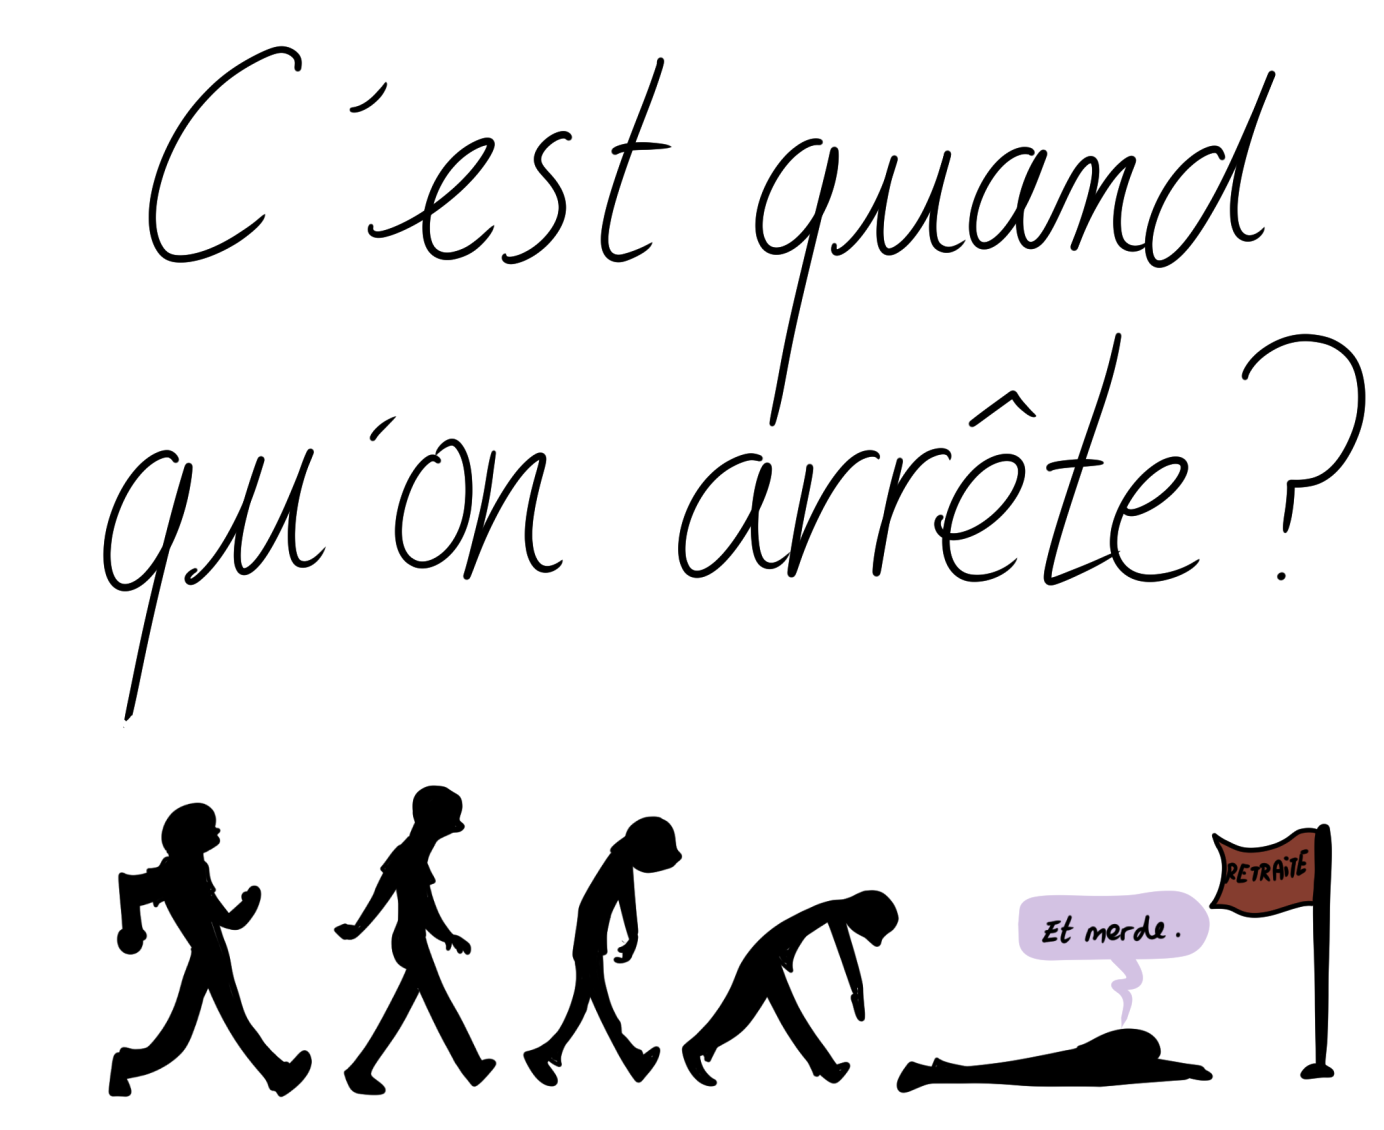 C'est quand
qu'on arrête ?
RETRAiTE
Et merde.